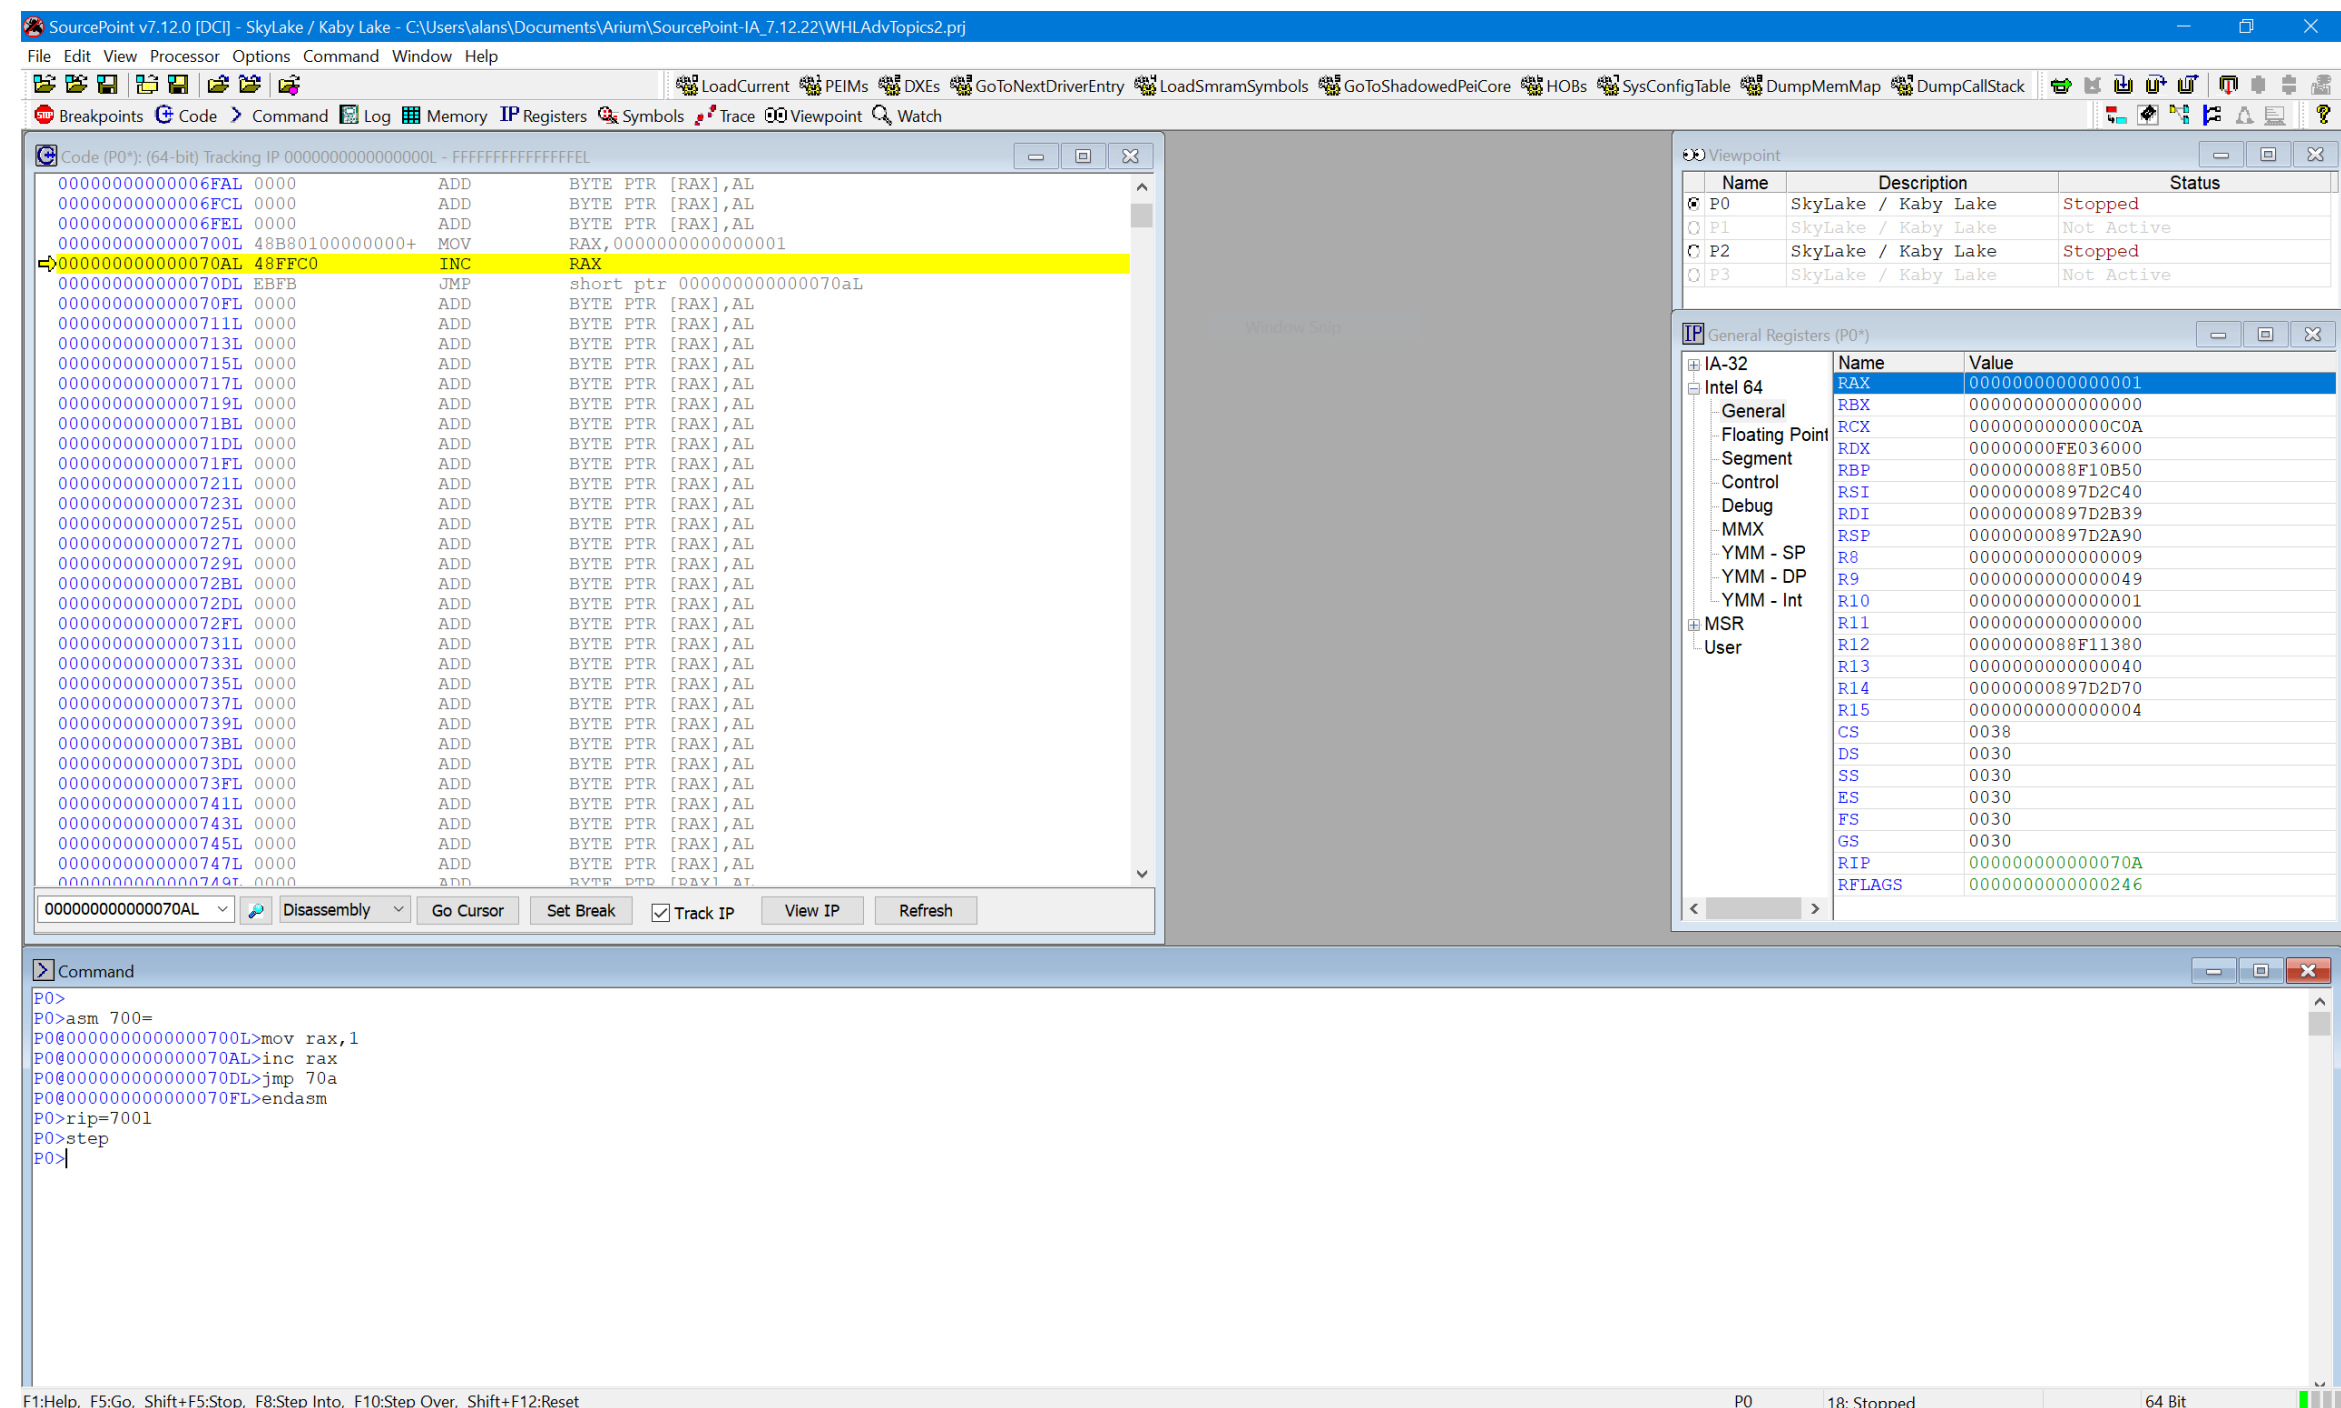 SourcePoint v7.12.0 [DCI] - SkyLake / Kaby Lake - C:\Users\alans\Documents\Arium\SourcePoint-IA_7.12.22\WHLAdvTopics2.prj
File Edit View Processor Options Command Window Help
LoadCurrent PEIMs DXEs GoToNextDriverEntry LoadSmramSymbols GoToShadowedPeiCore HOBs SysConfigTable DumpMemMap DumpCallStack
STOP Breakpoints Code Command Log Memory IP Registers Symbols Trace Viewpoint Watch
Code (P0*): (64-bit) Tracking IP 0000000000000000L - FFFFFFFFFFFFFFFEL
00000000000006FAL 0000 ADD BYTE PTR [RAX],AL
00000000000006FCL 0000 ADD BYTE PTR [RAX],AL
00000000000006FEL 0000 ADD BYTE PTR [RAX],AL
0000000000000700L 48B80100000000+ MOV RAX,0000000000000001
000000000000070AL 48FFC0 INC RAX
000000000000070DL EBFB JMP short ptr 000000000000070aL
000000000000070FL 0000 ADD BYTE PTR [RAX],AL
0000000000000711L 0000 ADD BYTE PTR [RAX],AL
0000000000000713L 0000 ADD BYTE PTR [RAX],AL
0000000000000715L 0000 ADD BYTE PTR [RAX],AL
0000000000000717L 0000 ADD BYTE PTR [RAX],AL
0000000000000719L 0000 ADD BYTE PTR [RAX],AL
000000000000071BL 0000 ADD BYTE PTR [RAX],AL
000000000000071DL 0000 ADD BYTE PTR [RAX],AL
000000000000071FL 0000 ADD BYTE PTR [RAX],AL
0000000000000721L 0000 ADD BYTE PTR [RAX],AL
0000000000000723L 0000 ADD BYTE PTR [RAX],AL
0000000000000725L 0000 ADD BYTE PTR [RAX],AL
0000000000000727L 0000 ADD BYTE PTR [RAX],AL
0000000000000729L 0000 ADD BYTE PTR [RAX],AL
000000000000072BL 0000 ADD BYTE PTR [RAX],AL
000000000000072DL 0000 ADD BYTE PTR [RAX],AL
000000000000072FL 0000 ADD BYTE PTR [RAX],AL
0000000000000731L 0000 ADD BYTE PTR [RAX],AL
0000000000000733L 0000 ADD BYTE PTR [RAX],AL
0000000000000735L 0000 ADD BYTE PTR [RAX],AL
0000000000000737L 0000 ADD BYTE PTR [RAX],AL
0000000000000739L 0000 ADD BYTE PTR [RAX],AL
000000000000073BL 0000 ADD BYTE PTR [RAX],AL
000000000000073DL 0000 ADD BYTE PTR [RAX],AL
000000000000073FL 0000 ADD BYTE PTR [RAX],AL
0000000000000741L 0000 ADD BYTE PTR [RAX],AL
0000000000000743L 0000 ADD BYTE PTR [RAX],AL
0000000000000745L 0000 ADD BYTE PTR [RAX],AL
0000000000000747L 0000 ADD BYTE PTR [RAX],AL
0000000000000749L 0000 ADD BYTE PTR [RAX],AL
000000000000070AL Disassembly Go Cursor Set Break Track IP View IP Refresh
Window Snip
Viewpoint
Name Description Status
P0 SkyLake / Kaby Lake Stopped
P1 SkyLake / Kaby Lake Not Active
P2 SkyLake / Kaby Lake Stopped
P3 SkyLake / Kaby Lake Not Active
IP General Registers (P0*)
IA-32
Intel 64
General
Floating Point
Segment
Control
Debug
MMX
YMM - SP
YMM - DP
YMM - Int
MSR
User
Name Value
RAX 0000000000000001
RBX 0000000000000000
RCX 0000000000000C0A
RDX 00000000FE036000
RBP 0000000088F10B50
RSI 00000000897D2C40
RDI 00000000897D2B39
RSP 00000000897D2A90
R8 0000000000000009
R9 0000000000000049
R10 0000000000000001
R11 0000000000000000
R12 0000000088F11380
R13 0000000000000040
R14 00000000897D2D70
R15 0000000000000004
CS 0038
DS 0030
SS 0030
ES 0030
FS 0030
GS 0030
RIP 000000000000070A
RFLAGS 0000000000000246
Command
P0>
P0>asm 700=
P0@0000000000000700L>mov rax,1
P0@000000000000070AL>inc rax
P0@000000000000070DL>jmp 70a
P0@000000000000070FL>endasm
P0>rip=700l
P0>step
P0>
F1:Help, F5:Go, Shift+F5:Stop, F8:Step Into, F10:Step Over, Shift+F12:Reset P0 18: Stopped 64 Bit